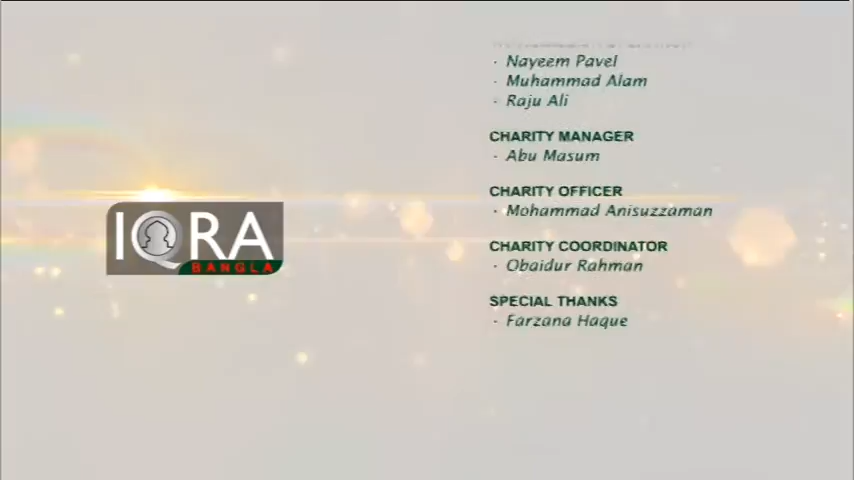 IQRA
BANGLA
· Nayeem Pavel
· Muhammad Alam
· Raju Ali
CHARITY MANAGER
· Abu Masum
CHARITY OFFICER
· Mohammad Anisuzzaman
CHARITY COORDINATOR
· Obaidur Rahman
SPECIAL THANKS
· Farzana Haque